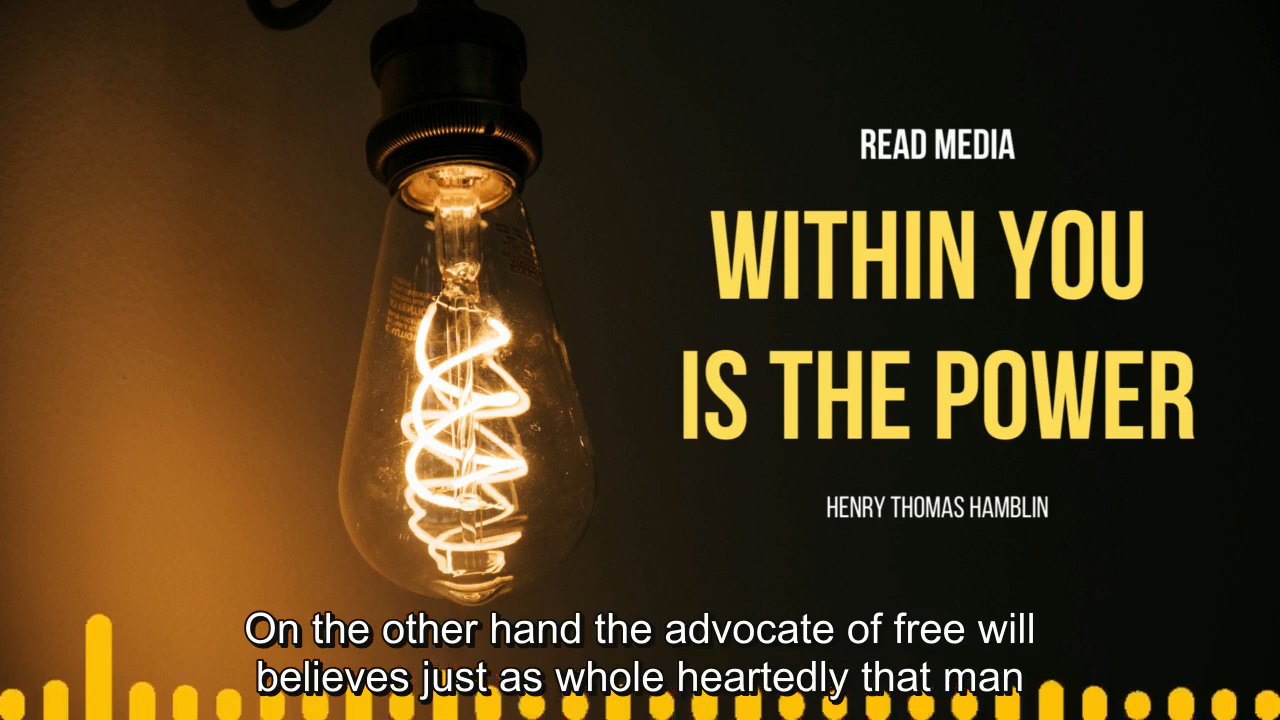 READ MEDIA
WITHIN YOU
IS THE POWER
HENRY THOMAS HAMBLIN
On the other hand the advocate of free will
believes just as whole heartedly that man